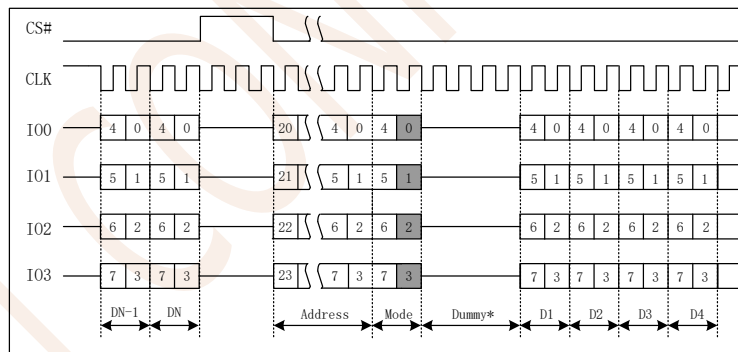 CS#
CLK
IO0 4 0 4 0 20 4 0 4 0 4 0 4 0 4 0 4 0
IO1 5 1 5 1 21 5 1 5 1 5 1 5 1 5 1 5 1
IO2 6 2 6 2 22 6 2 6 2 6 2 6 2 6 2 6 2
IO3 7 3 7 3 23 7 3 7 3 7 3 7 3 7 3 7 3
DN-1 DN Address Mode Dummy* D1 D2 D3 D4